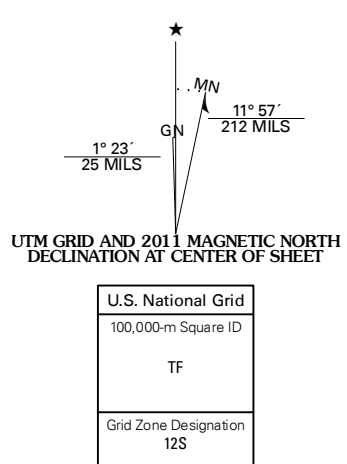 ★
MN
GN
11° 57´
212 MILS
1° 23´
25 MILS
UTM GRID AND 2011 MAGNETIC NORTH
DECLINATION AT CENTER OF SHEET
U.S. National Grid
100,000-m Square ID
TF
Grid Zone Designation
12S